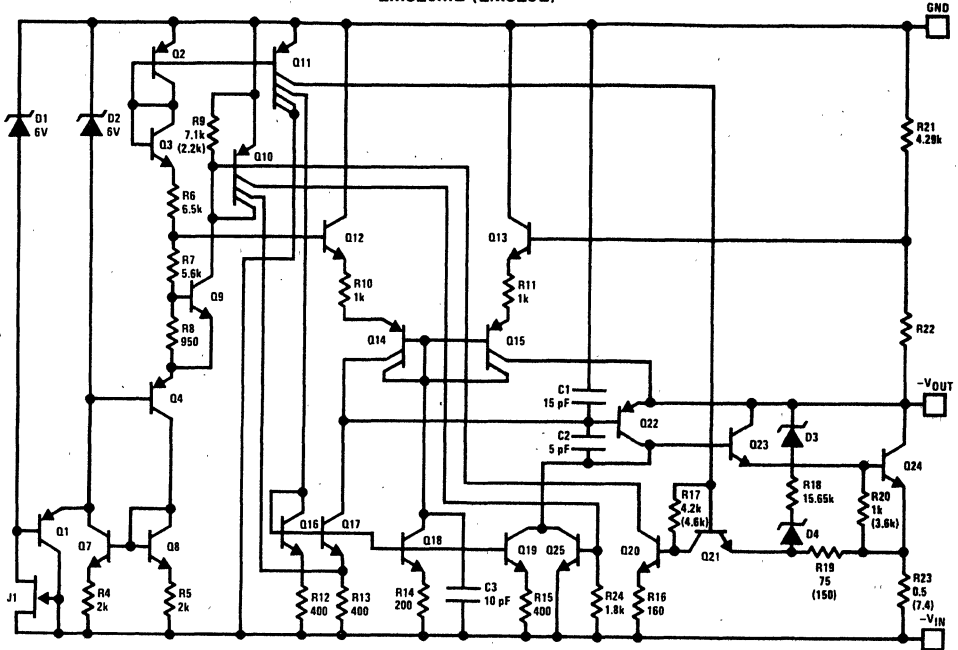 GND
Q2
Q11
D1
6V
D2
6V
Q3
R9
7.1k
(2.2k)
Q10
R21
4.29k
R6
6.5k
Q12
Q13
R7
5.6k
Q9
R10
1k
R11
1k
R8
950
Q14
Q15
R22
Q4
C1
15 pF
-VOUT
Q22
C2
5 pF
Q23
D3
Q24
R18
15.65k
R20
1k
(3.6k)
R17
4.2k
(4.6k)
D4
Q1
Q7
Q8
Q16
Q17
Q18
Q19
Q25
Q20
Q21
R19
75
(150)
J1
R4
2k
R5
2k
R12
400
R13
400
R14
200
C3
10 pF
R15
400
R24
1.8k
R16
160
R23
0.5
(7.4)
-VIN